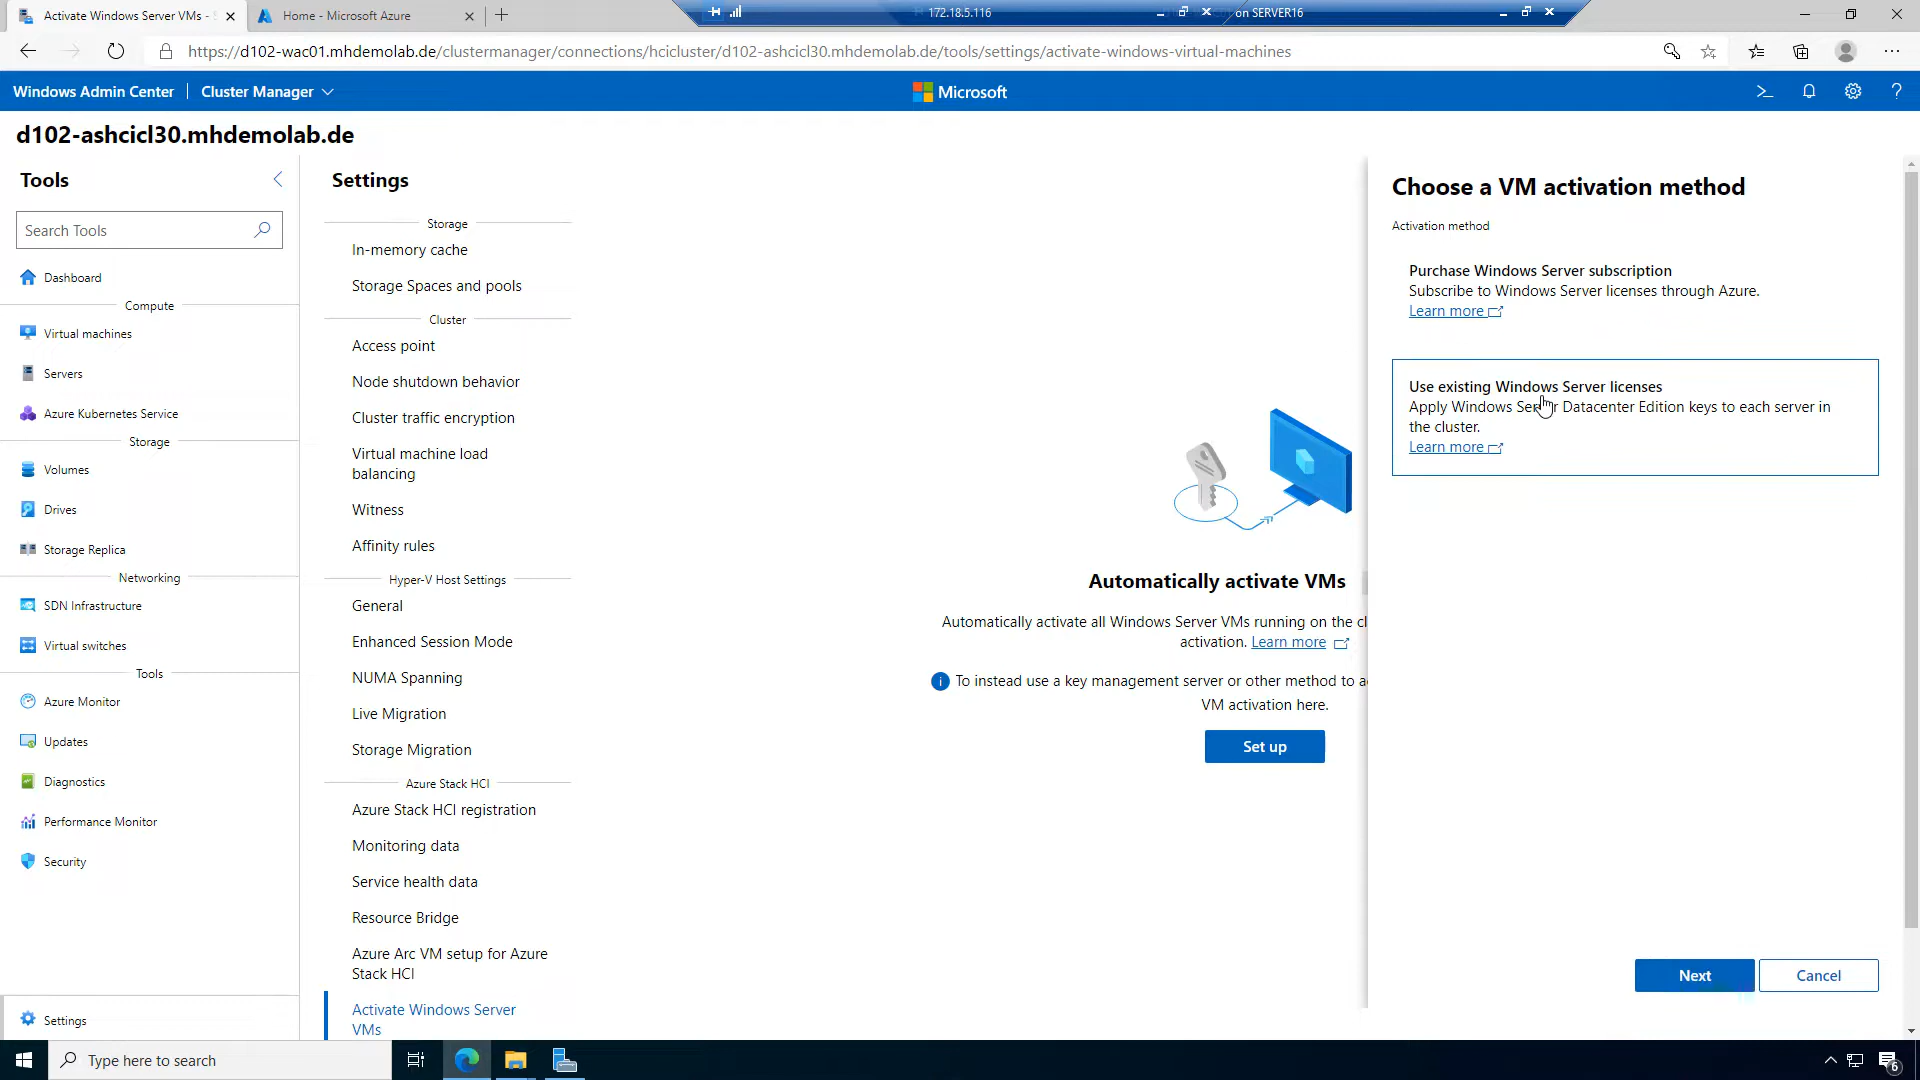 Activate Windows Server VMs -
Home - Microsoft Azure
172.18.5.116
on SERVER16
https://d102-wac01.mhdemolab.de/clustermanager/connections/hcicluster/d102-ashcicl30.mhdemolab.de/tools/settings/activate-windows-virtual-machines
Windows Admin Center
Cluster Manager
Microsoft
d102-ashcicl30.mhdemolab.de
Tools
Search Tools
Dashboard
Compute
Virtual machines
Servers
Azure Kubernetes Service
Storage
Volumes
Drives
Storage Replica
Networking
SDN Infrastructure
Virtual switches
Tools
Azure Monitor
Updates
Diagnostics
Performance Monitor
Security
Settings
Settings
Storage
In-memory cache
Storage Spaces and pools
Cluster
Access point
Node shutdown behavior
Cluster traffic encryption
Virtual machine load
balancing
Witness
Affinity rules
Hyper-V Host Settings
General
Enhanced Session Mode
NUMA Spanning
Live Migration
Storage Migration
Azure Stack HCI
Azure Stack HCI registration
Monitoring data
Service health data
Resource Bridge
Azure Arc VM setup for Azure
Stack HCI
Activate Windows Server
VMs
Automatically activate VMs
Automatically activate all Windows Server VMs running on the cl
activation. Learn more
To instead use a key management server or other method to a
VM activation here.
Set up
Choose a VM activation method
Activation method
Purchase Windows Server subscription
Subscribe to Windows Server licenses through Azure.
Learn more
Use existing Windows Server licenses
Apply Windows Server Datacenter Edition keys to each server in
the cluster.
Learn more
Next
Cancel
Type here to search
6